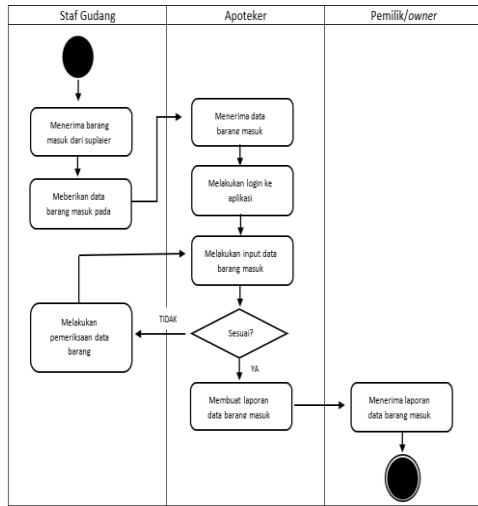 Staf Gudang
Apoteker
Pemilik/owner
Menerima barang
masuk dari suplaier
Meberikan data
barang masuk pada
Menerima data
barang masuk
Melakukan login ke
aplikasi
Melakukan input data
barang masuk
Sesuai?
TIDAK
Melakukan
pemeriksaan data
barang
YA
Membuat laporan
data barang masuk
Menerima laporan
data barang masuk